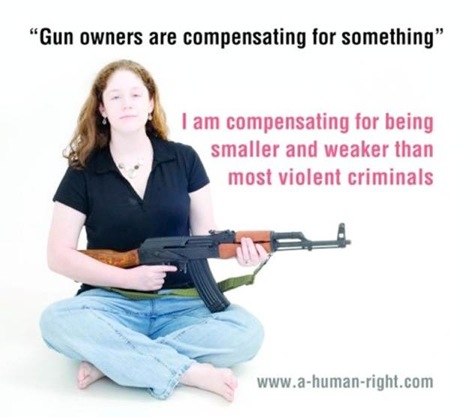 “Gun owners are compensating for something”
I am compensating for being
smaller and weaker than
most violent criminals
www.a-human-right.com